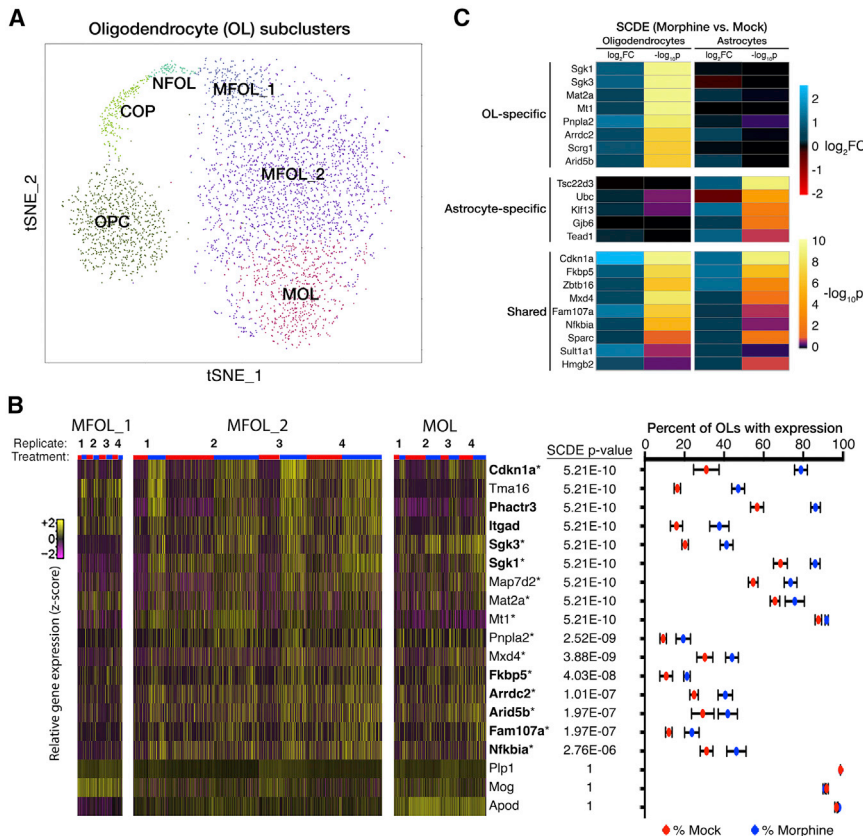 A
Oligodendrocyte (OL) subclusters
NFOL
MFOL_1
COP
MFOL_2
OPC
MOL
tSNE_2
tSNE_1
C
SCDE (Morphine vs. Mock)
Oligodendrocytes Astrocytes
log2FC -log10p log2FC -log10p
OL-specific
Sgk1
Sgk3
Mat2a
Mt1
Pnpla2
Arrdc2
Scrg1
Arid5b
Astrocyte-specific
Tsc22d3
Ubc
Klf13
Gjb6
Tead1
Shared
Cdkn1a
Fkbp5
Zbtb16
Mxd4
Fam107a
Nfkbia
Sparc
Sult1a1
Hmgb2
2
1
0
-1
-2
log2FC
10
8
6
4
2
0
-log10p
B
MFOL_1 MFOL_2 MOL
Replicate: 1 2 3 4 1 2 3 4 1 2 3 4
Treatment:
+2
0
−2
Relative gene expression (z-score)
SCDE p-value
Cdkn1a* 5.21E-10
Tma16 5.21E-10
Phactr3 5.21E-10
Itgad 5.21E-10
Sgk3* 5.21E-10
Sgk1* 5.21E-10
Map7d2* 5.21E-10
Mat2a* 5.21E-10
Mt1* 5.21E-10
Pnpla2* 2.52E-09
Mxd4* 3.88E-09
Fkbp5* 4.03E-08
Arrdc2* 1.01E-07
Arid5b* 1.97E-07
Fam107a* 1.97E-07
Nfkbia* 2.76E-06
Plp1 1
Mog 1
Apod 1
Percent of OLs with expression
0 20 40 60 80 100
% Mock % Morphine